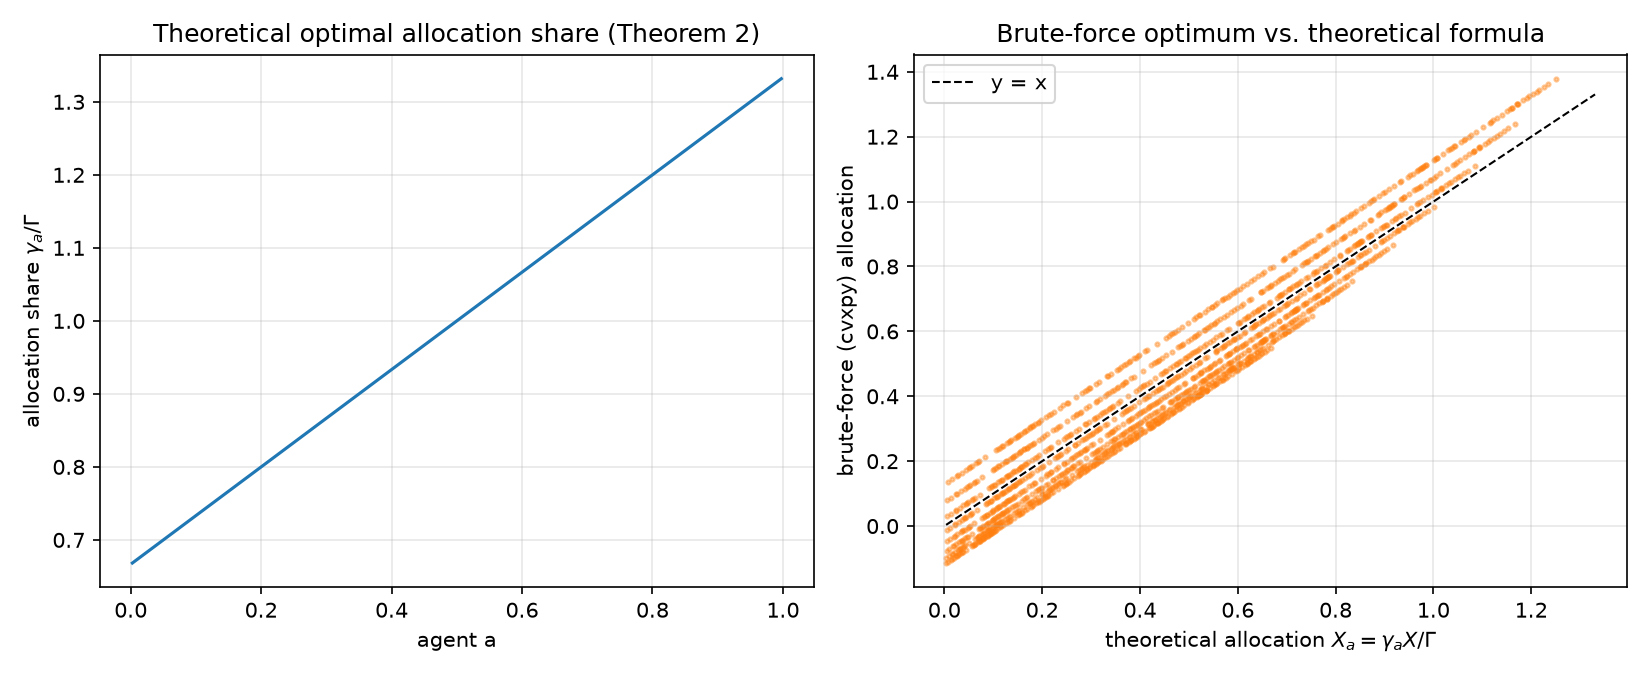 Theoretical optimal allocation share (Theorem 2)
allocation share γₐ/Γ
1.3
1.2
1.1
1.0
0.9
0.8
0.7
0.0 0.2 0.4 0.6 0.8 1.0
agent a
Brute-force optimum vs. theoretical formula
y = x
brute-force (cvxpy) allocation
1.4
1.2
1.0
0.8
0.6
0.4
0.2
0.0
0.0 0.2 0.4 0.6 0.8 1.0 1.2
theoretical allocation Xₐ = γₐX/Γ